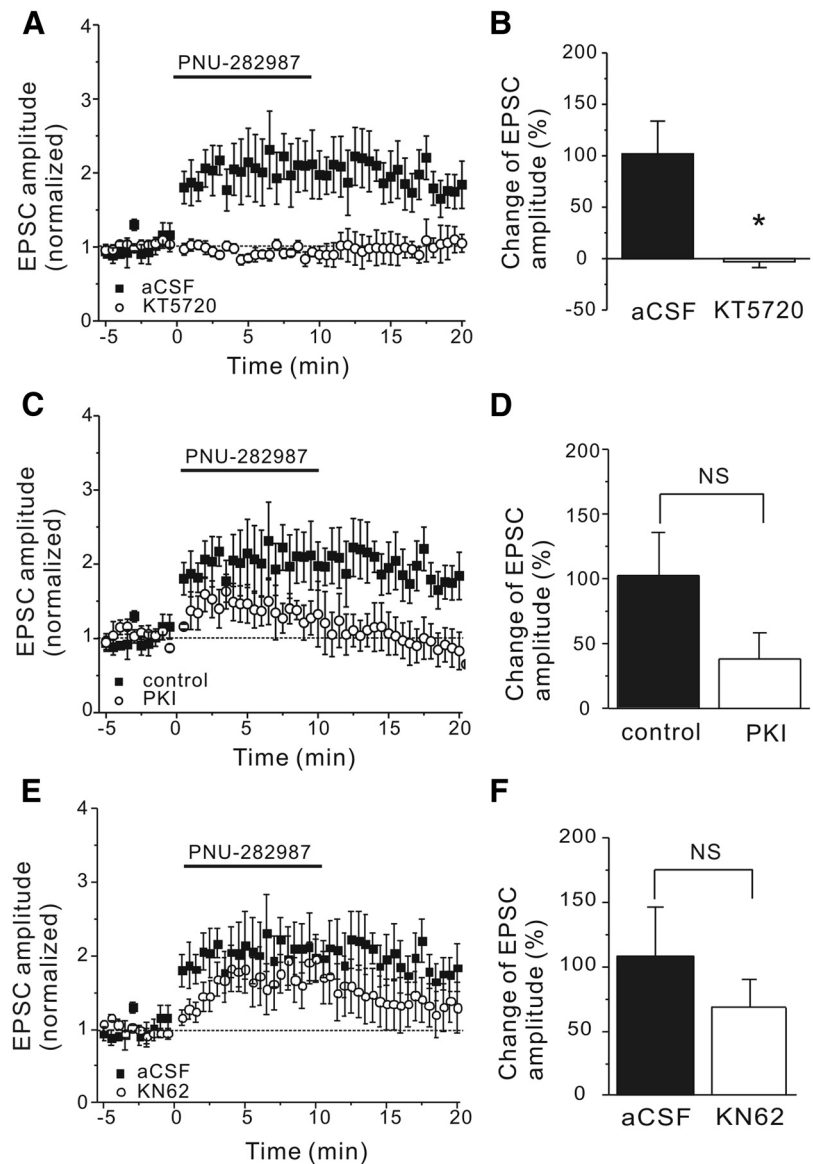 A
EPSC amplitude
(normalized)
4
3
2
1
0
PNU-282987
aCSF
KT5720
-5 0 5 10 15 20
Time (min)
B
Change of EPSC
amplitude (%)
200
150
100
50
0
-50
*
aCSF KT5720
C
EPSC amplitude
(normalized)
4
3
2
1
0
PNU-282987
control
PKI
-5 0 5 10 15 20
Time (min)
D
Change of EPSC
amplitude (%)
200
150
100
50
0
NS
control PKI
E
EPSC amplitude
(normalized)
4
3
2
1
0
PNU-282987
aCSF
KN62
-5 0 5 10 15 20
Time (min)
F
Change of EPSC
amplitude (%)
200
150
100
50
0
NS
aCSF KN62